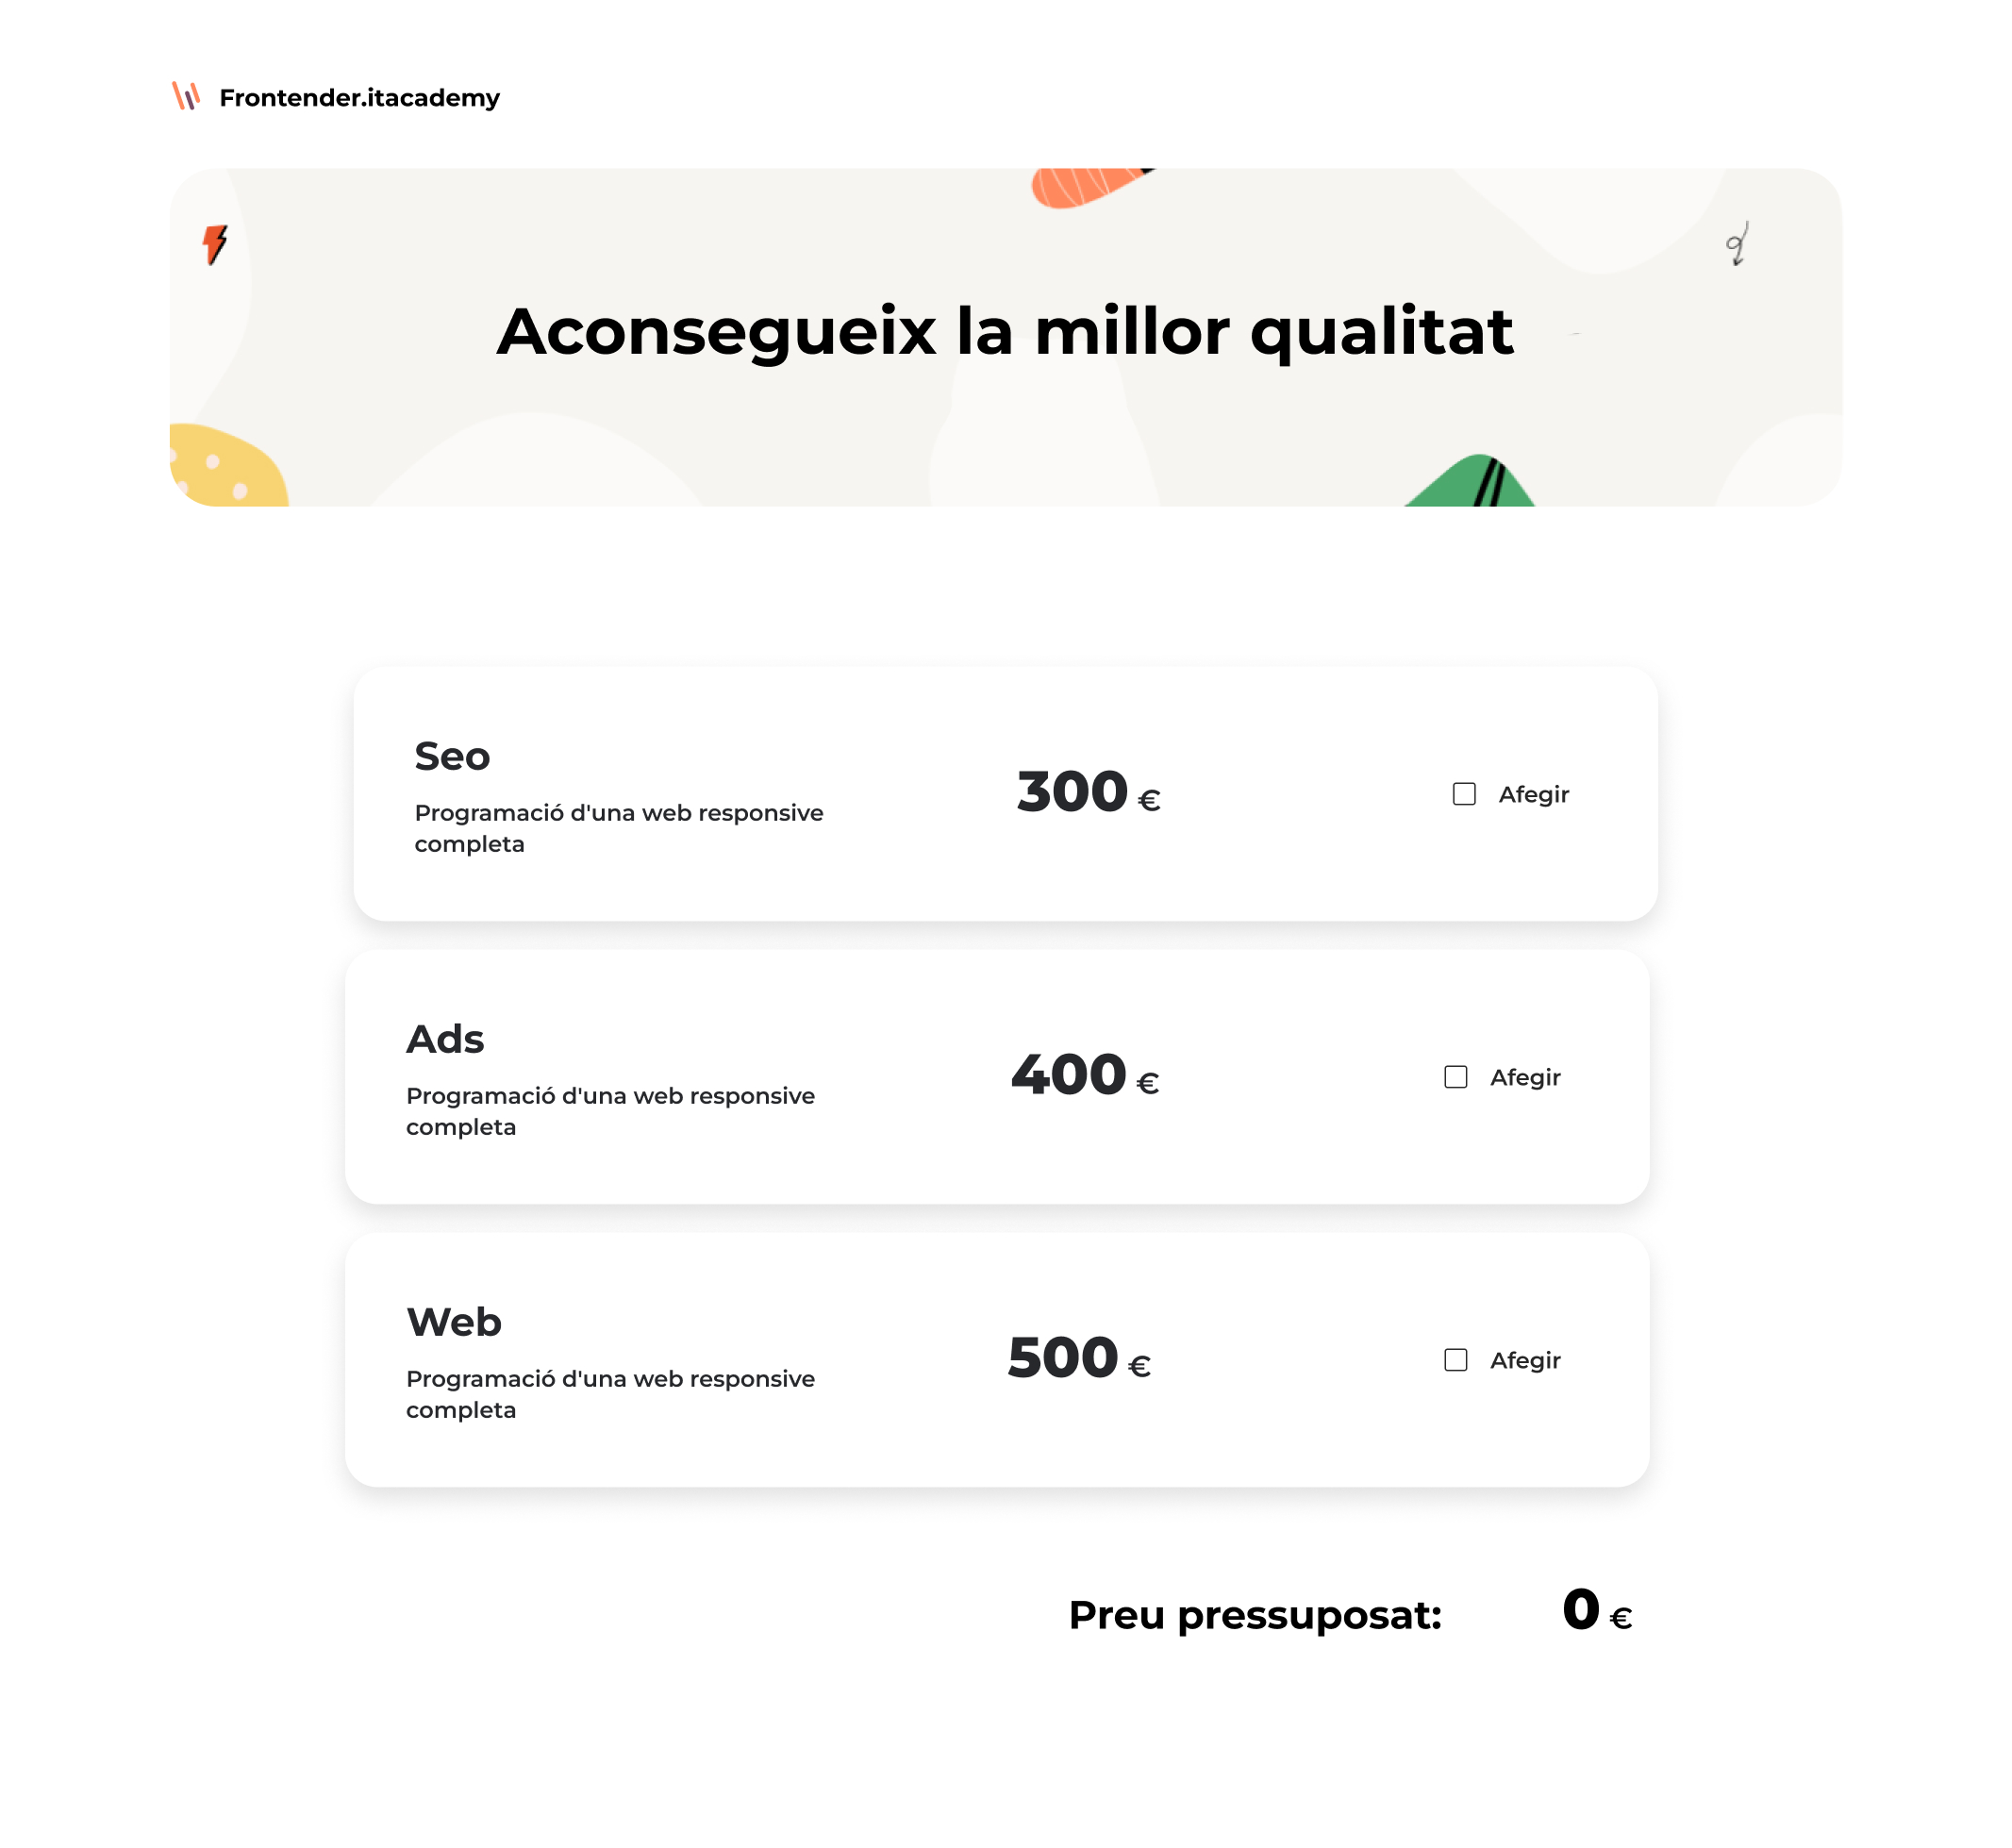 Frontender.itacademy
Aconsegueix la millor qualitat
Seo
Programació d'una web responsive
completa
300 €
Afegir
Ads
Programació d'una web responsive
completa
400 €
Afegir
Web
Programació d'una web responsive
completa
500 €
Afegir
Preu pressuposat: 0 €